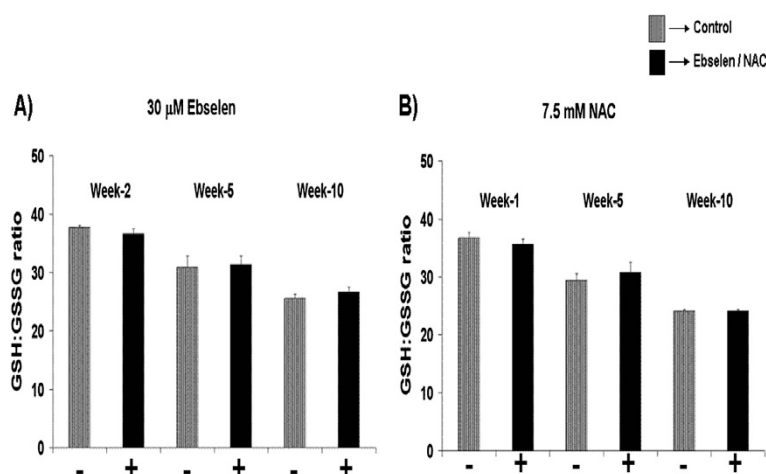 → Control
→ Ebselen / NAC
A)
30 μM Ebselen
GSH:GSSG ratio
50
40
30
20
10
0
Week-2
Week-5
Week-10
- + - + - +
B)
7.5 mM NAC
GSH:GSSG ratio
50
40
30
20
10
0
Week-1
Week-5
Week-10
- + - + - +